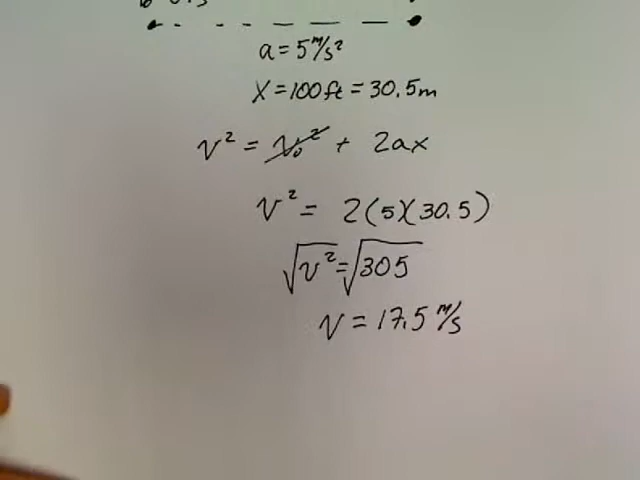 a = 5 m/s²
X = 100 ft = 30.5 m
v² = v₀² + 2ax
v² = 2(5)(30.5)
√v² = √305
v = 17.5 m/s